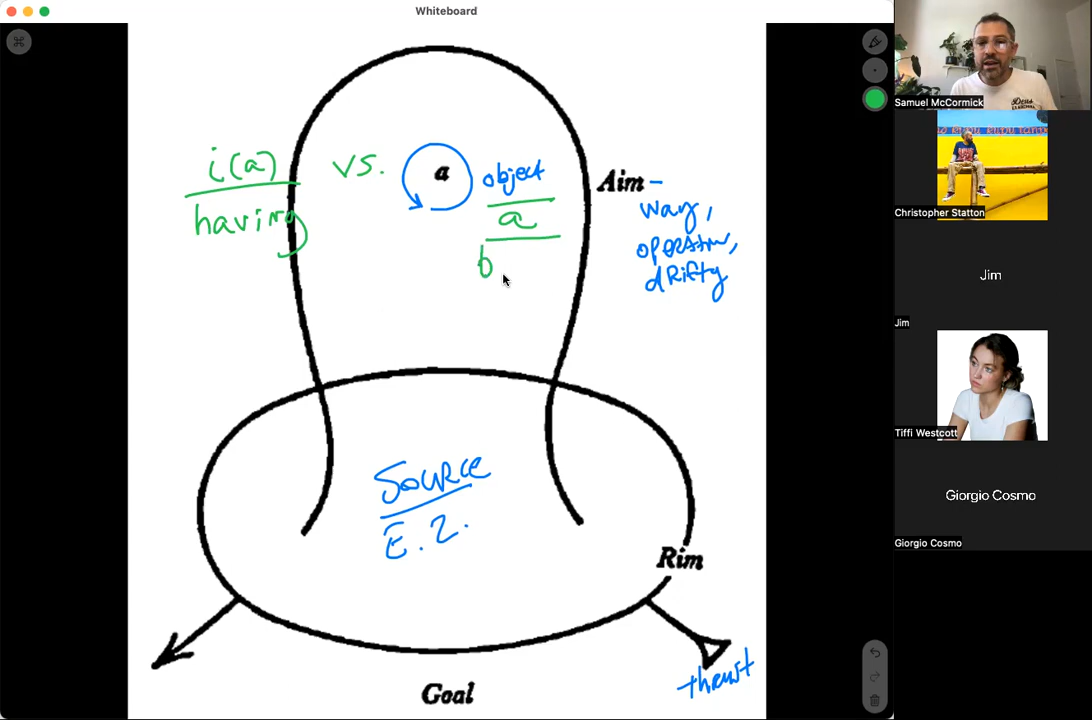 Whiteboard
i(a)
having
vs.
a
object
a
b
Aim -
way,
operation,
drifty
Source
E.Z.
Rim
Goal
thrust
Samuel McCormick
Deus
Christopher Statton
Jim
Jim
Tiffi Westcott
Giorgio Cosmo
Giorgio Cosmo